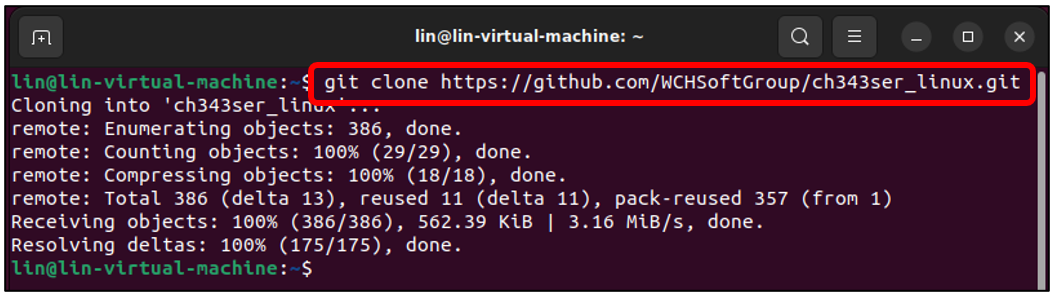 lin@lin-virtual-machine: ~
lin@lin-virtual-machine:~$ git clone https://github.com/WCHSoftGroup/ch343ser_linux.git
Cloning into 'ch343ser_linux'...
remote: Enumerating objects: 386, done.
remote: Counting objects: 100% (29/29), done.
remote: Compressing objects: 100% (18/18), done.
remote: Total 386 (delta 13), reused 11 (delta 11), pack-reused 357 (from 1)
Receiving objects: 100% (386/386), 562.39 KiB | 3.16 MiB/s, done.
Resolving deltas: 100% (175/175), done.
lin@lin-virtual-machine:~$